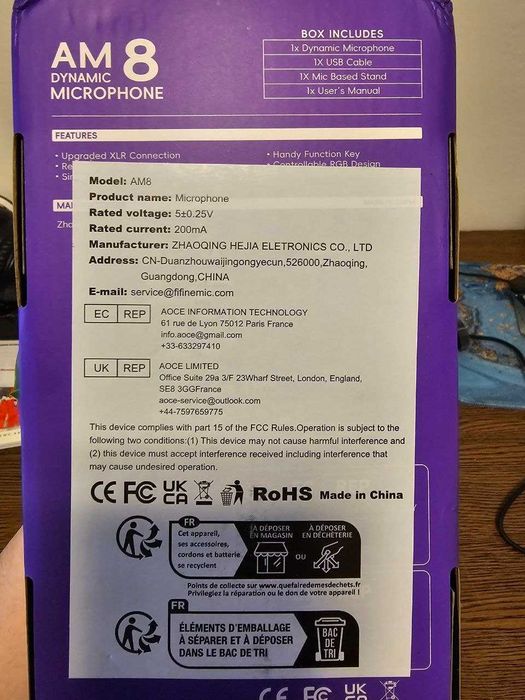 AM 8
DYNAMIC
MICROPHONE
BOX INCLUDES
1x Dynamic Microphone
1X USB Cable
1X Mic Based Stand
1x User's Manual
FEATURES
• Upgraded XLR Connection
• Handy Function Key
• Controllable RGB Design
Model: AM8
Product name: Microphone
Rated voltage: 5±0.25V
Rated current: 200mA
Manufacturer: ZHAOQING HEJIA ELETRONICS CO., LTD
Address: CN-Duanzhouwaijingongyecun,526000,Zhaoqing,
Guangdong,CHINA
E-mail: service@fifinemic.com
EC REP
AOCE INFORMATION TECHNOLOGY
61 rue de Lyon 75012 Paris France
info.aoce@gmail.com
+33-633297410
UK REP
AOCE LIMITED
Office Suite 29a 3/F 23Wharf Street, London, England,
SE8 3GGFrance
aoce-service@outlook.com
+44-7597659775
This device complies with part 15 of the FCC Rules.Operation is subject to the
following two conditions:(1) This device may not cause harmful interference and
(2) this device must accept interference received including interference that
may cause undesired operation.
CE FC UK CA RoHS Made in China
FR
Cet appareil,
ses accessoires,
cordons et batterie
se recyclent
À DÉPOSER
EN MAGASIN
OU
À DÉPOSER
EN DÉCHÈTERIE
Points de collecte sur www.quefairedemesdechets.fr
Privilegiez la réparation ou le don de votre appareil !
FR
ÉLÉMENTS D'EMBALLAGE
À SÉPARER ET À DÉPOSER
DANS LE BAC DE TRI
BAC
DE
TRI
CE FC UK